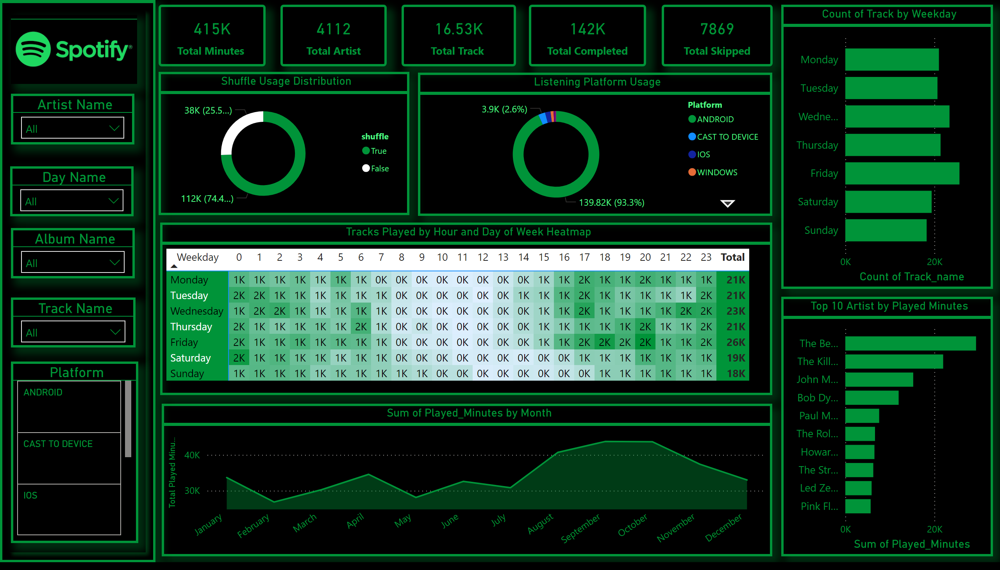 Spotify®
Artist Name
All
Day Name
All
Album Name
All
Track Name
All
Platform
ANDROID
CAST TO DEVICE
IOS
415K
Total Minutes
4112
Total Artist
16.53K
Total Track
142K
Total Completed
7869
Total Skipped
Shuffle Usage Distribution
38K (25.5...)
112K (74.4...)
shuffle
True
False
Listening Platform Usage
3.9K (2.6%)
139.82K (93.3%)
Platform
ANDROID
CAST TO DEVICE
IOS
WINDOWS
Tracks Played by Hour and Day of Week Heatmap
Weekday 0 1 2 3 4 5 6 7 8 9 10 11 12 13 14 15 16 17 18 19 20 21 22 23 Total
Monday 1K 1K 1K 1K 1K 1K 1K 0K 0K 0K 0K 0K 0K 0K 0K 1K 1K 2K 1K 1K 2K 1K 1K 1K 21K
Tuesday 2K 2K 1K 1K 1K 1K 1K 1K 0K 0K 0K 0K 0K 0K 1K 1K 1K 2K 1K 1K 1K 1K 1K 2K 21K
Wednesday 1K 2K 2K 1K 1K 1K 1K 1K 0K 0K 0K 0K 0K 0K 0K 1K 1K 2K 1K 1K 1K 1K 2K 2K 23K
Thursday 2K 1K 1K 1K 1K 1K 2K 1K 0K 0K 0K 0K 0K 0K 0K 1K 1K 1K 1K 1K 2K 1K 1K 2K 21K
Friday 2K 1K 1K 1K 1K 1K 1K 1K 0K 0K 0K 0K 0K 0K 0K 1K 1K 2K 2K 2K 2K 1K 1K 2K 26K
Saturday 2K 1K 1K 1K 1K 1K 1K 1K 0K 0K 0K 0K 0K 0K 0K 0K 0K 1K 1K 1K 1K 1K 1K 1K 19K
Sunday 1K 1K 1K 1K 1K 1K 1K 1K 1K 1K 0K 0K 0K 0K 0K 0K 0K 0K 1K 1K 1K 1K 1K 1K 18K
Sum of Played_Minutes by Month
Total Played Minu...
40K
30K
January February March April May June July August September October November December
Count of Track by Weekday
Monday
Tuesday
Wedne...
Thursday
Friday
Saturday
Sunday
0K 20K
Count of Track_name
Top 10 Artist by Played Minutes
The Be...
The Kill...
John M...
Bob Dy...
Paul M...
The Rol...
Howar...
The Str...
Led Ze...
Pink Fl...
0K 20K
Sum of Played_Minutes